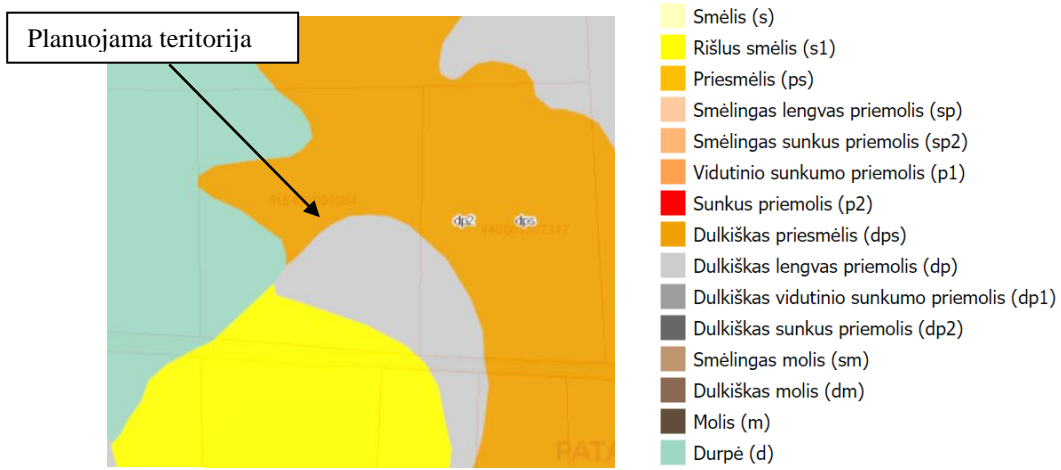 Planuojama teritorija
dp2
dps
PATA
Smėlis (s)
Rišlus smėlis (s1)
Priesmėlis (ps)
Smėlingas lengvas priemolis (sp)
Smėlingas sunkus priemolis (sp2)
Vidutinio sunkumo priemolis (p1)
Sunkus priemolis (p2)
Dulkiškas priesmėlis (dps)
Dulkiškas lengvas priemolis (dp)
Dulkiškas vidutinio sunkumo priemolis (dp1)
Dulkiškas sunkus priemolis (dp2)
Smėlingas molis (sm)
Dulkiškas molis (dm)
Molis (m)
Durpė (d)